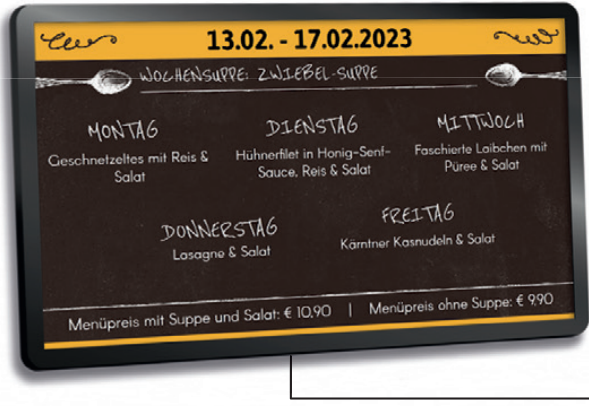 13.02. - 17.02.2023
WOCHENSUPPE: ZWIEBEL-SUPPE
MONTAG
Geschnetzeltes mit Reis &
Salat
DIENSTAG
Hühnerfilet in Honig-Senf-
Sauce, Reis & Salat
MITTWOCH
Faschierte Laibchen mit
Püree & Salat
DONNERSTAG
Lasagne & Salat
FREITAG
Kärntner Kasnudeln & Salat
Menüpreis mit Suppe und Salat: € 10,90 | Menüpreis ohne Suppe: € 9,90